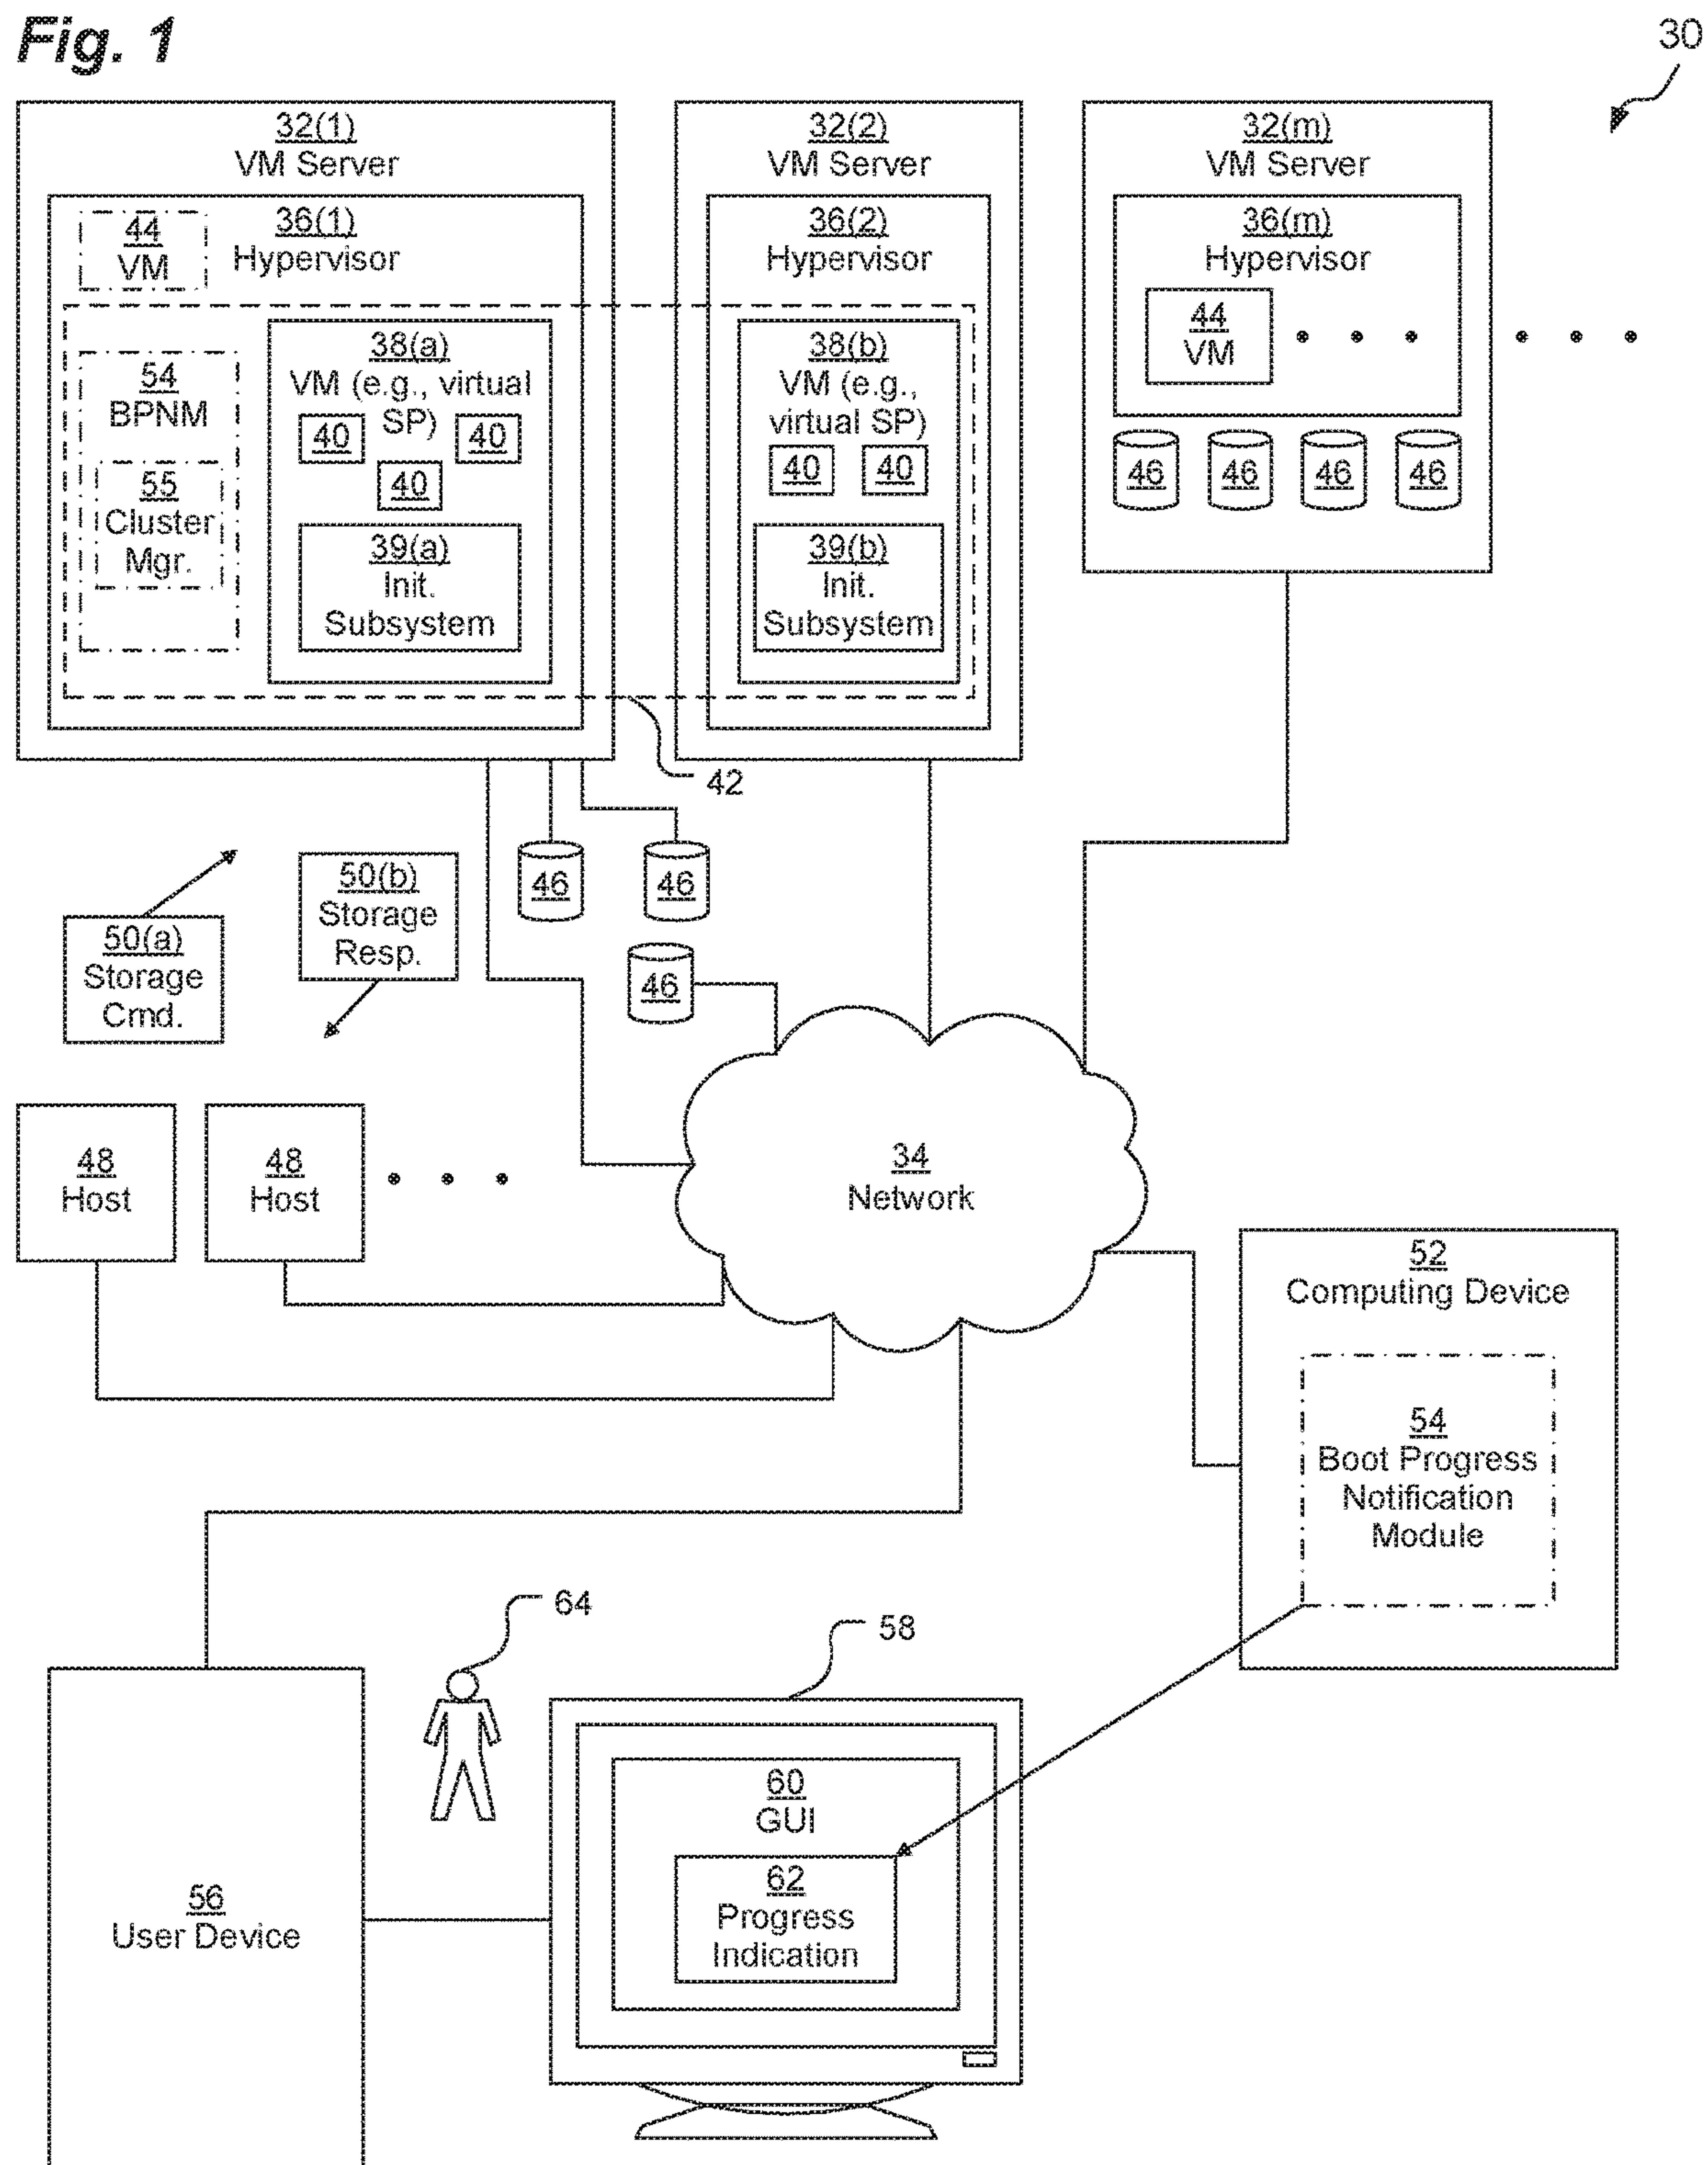 Fig. 1
30
32(1)
VM Server
44
VM
36(1)
Hypervisor
54
BPNM
55
Cluster
Mgr.
38(a)
VM (e.g., virtual
SP)
40
40
40
39(a)
Init.
Subsystem
32(2)
VM Server
36(2)
Hypervisor
38(b)
VM (e.g.,
virtual SP)
40
40
39(b)
Init.
Subsystem
32(m)
VM Server
36(m)
Hypervisor
44
VM
46
46
46
46
42
46
46
46
50(a)
Storage
Cmd.
50(b)
Storage
Resp.
48
Host
48
Host
34
Network
52
Computing Device
54
Boot Progress
Notification
Module
64
58
56
User Device
60
GUI
62
Progress
Indication